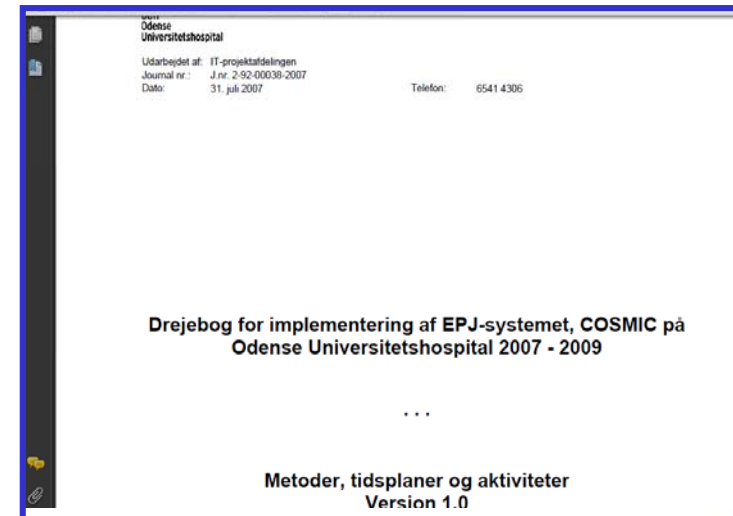 Odense
Universitetshospital
Udarbejdet af: IT-projektafdelingen
Journal nr.: J.nr. 2-92-00038-2007
Dato: 31. juli 2007 Telefon: 6541 4306
Drejebog for implementering af EPJ-systemet, COSMIC på
Odense Universitetshospital 2007 - 2009
. . .
Metoder, tidsplaner og aktiviteter
Version 1.0